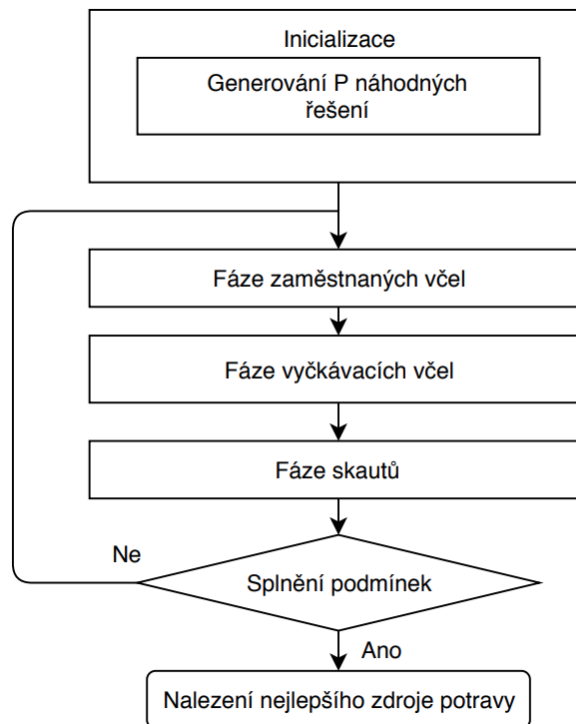 Inicializace
Generování P náhodných
řešení
Fáze zaměstnaných včel
Fáze vyčkávacích včel
Fáze skautů
Ne
Splnění podmínek
Ano
Nalezení nejlepšího zdroje potravy